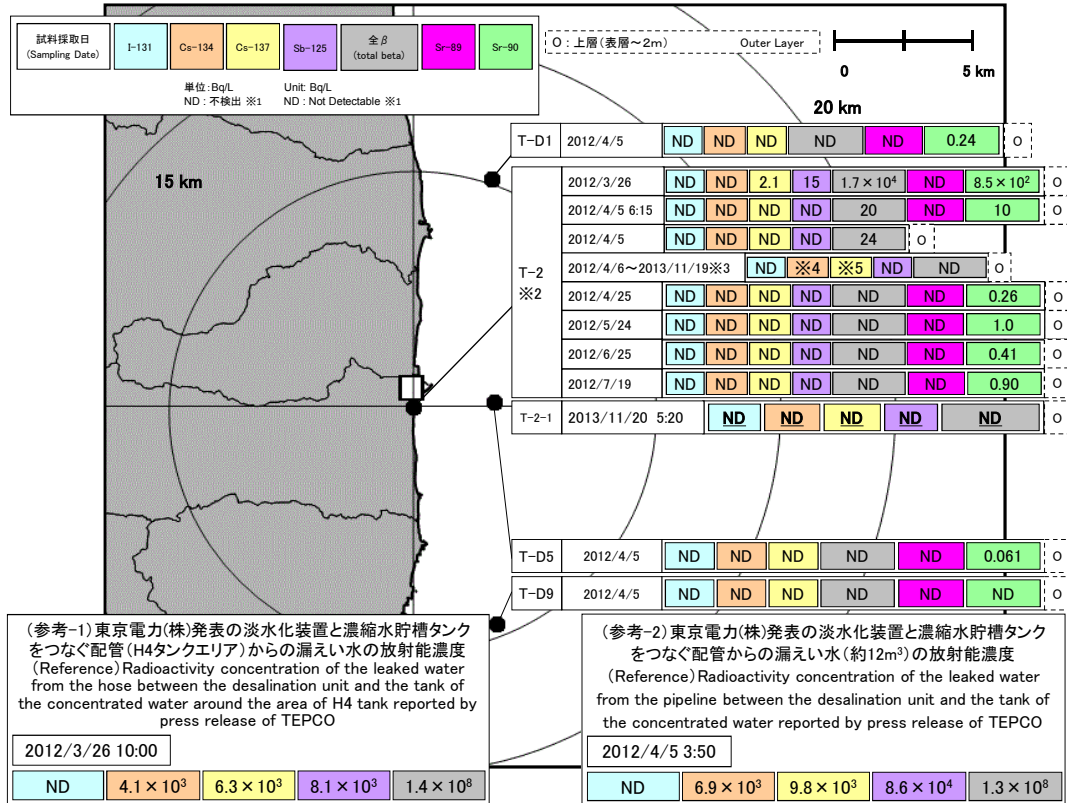 試料採取日 I-131 Cs-134 Cs-137 Sb-125 全β Sr-89 Sr-90
(Sampling Date) (total beta)
単位:Bq/L Unit: Bq/L
ND : 不検出 ※1 ND : Not Detectable ※1
O : 上層(表層~2m) Outer Layer
0 5 km
20 km
15 km
T-D1 2012/4/5 ND ND ND ND ND 0.24 O
T-2
※2
2012/3/26 ND ND 2.1 15 1.7×10⁴ ND 8.5×10² O
2012/4/5 6:15 ND ND ND ND 20 ND 10 O
2012/4/5 ND ND ND ND 24 O
2012/4/6~2013/11/19※3 ND ※4 ※5 ND ND O
2012/4/25 ND ND ND ND ND ND 0.26 O
2012/5/24 ND ND ND ND ND ND 1.0 O
2012/6/25 ND ND ND ND ND ND 0.41 O
2012/7/19 ND ND ND ND ND ND 0.90 O
T-2-1 2013/11/20 5:20 ND ND ND ND ND O
T-D5 2012/4/5 ND ND ND ND ND 0.061 O
T-D9 2012/4/5 ND ND ND ND ND ND O
(参考-1)東京電力(株)発表の淡水化装置と濃縮水貯槽タンク
をつなぐ配管(H4タンクエリア)からの漏えい水の放射能濃度
(Reference)Radioactivity concentration of the leaked water
from the hose between the desalination unit and the tank of
the concentrated water around the area of H4 tank reported by
press release of TEPCO
2012/3/26 10:00
ND 4.1×10³ 6.3×10³ 8.1×10³ 1.4×10⁸
(参考-2)東京電力(株)発表の淡水化装置と濃縮水貯槽タンク
をつなぐ配管からの漏えい水(約12m³)の放射能濃度
(Reference)Radioactivity concentration of the leaked water
from the pipeline between the desalination unit and the tank of
the concentrated water reported by press release of TEPCO
2012/4/5 3:50
ND 6.9×10³ 9.8×10³ 8.6×10⁴ 1.3×10⁸